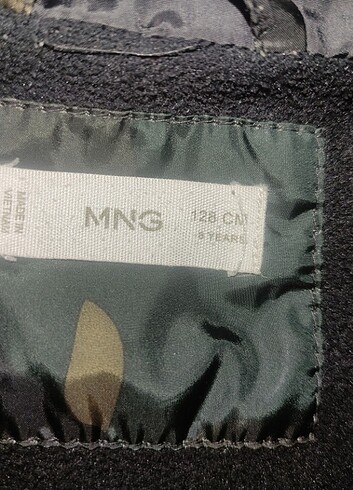 MADE IN
VIETNAM
MNG
128 CM
8 YEARS